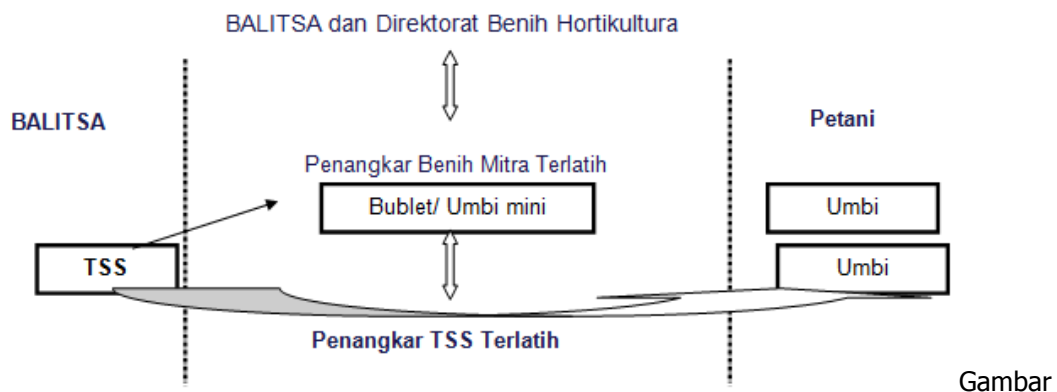 BALITSA dan Direktorat Benih Hortikultura
BALITSA
Petani
Penangkar Benih Mitra Terlatih
Bublet/ Umbi mini
Umbi
TSS
Umbi
Penangkar TSS Terlatih
Gambar